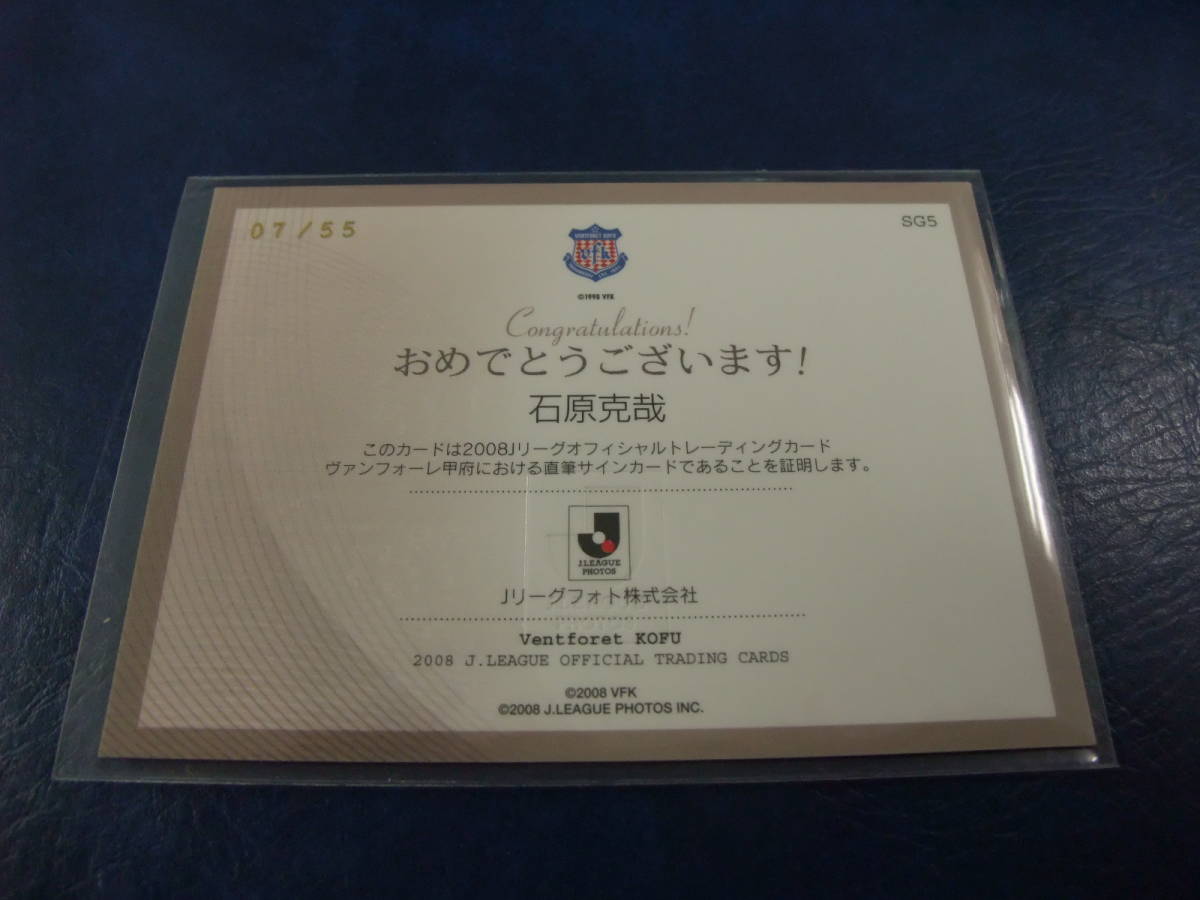 07/55
SG5
VENTFORET KOFU
vfk
©1998 VFK
Congratulations!
おめでとうございます!
石原克哉
このカードは2008Jリーグオフィシャルトレーディングカード
ヴァンフォーレ甲府における直筆サインカードであることを証明します。
J.LEAGUE
PHOTOS
Jリーグフォト株式会社
Ventforet KOFU
2008 J.LEAGUE OFFICIAL TRADING CARDS
©2008 VFK
©2008 J.LEAGUE PHOTOS INC.